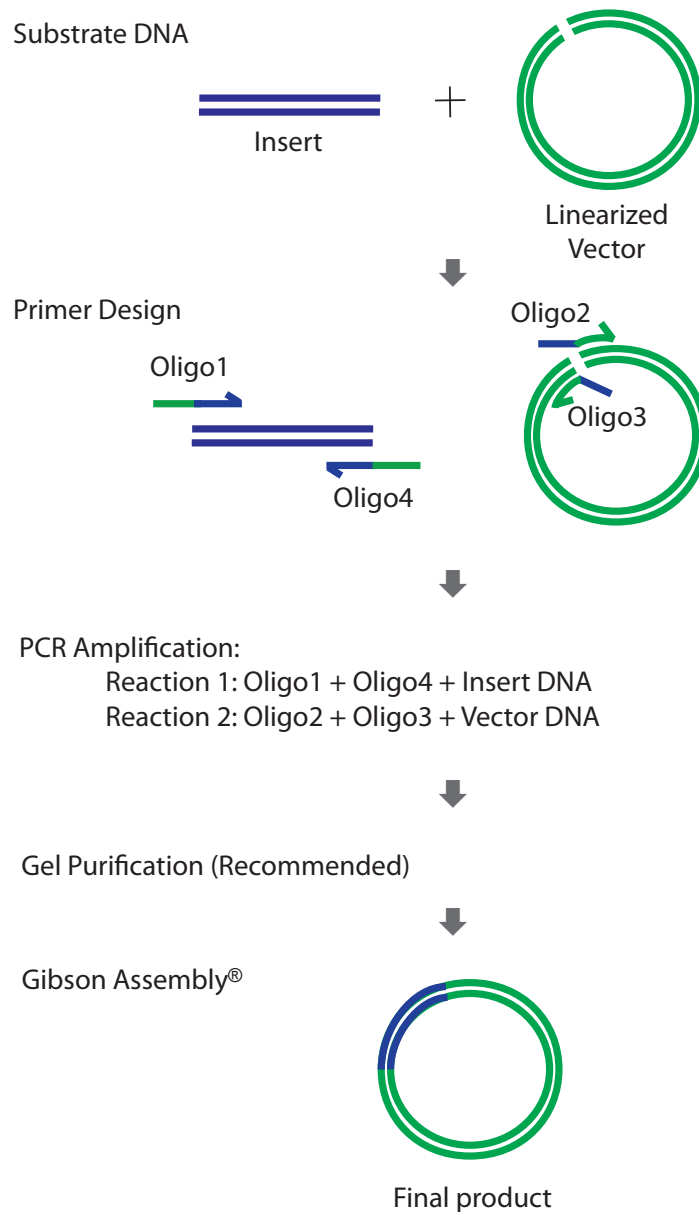 Substrate DNA
Insert
+
Linearized
Vector
Primer Design
Oligo2
Oligo1
Oligo3
Oligo4
PCR Amplification:
Reaction 1: Oligo1 + Oligo4 + Insert DNA
Reaction 2: Oligo2 + Oligo3 + Vector DNA
Gel Purification (Recommended)
Gibson Assembly®
Final product